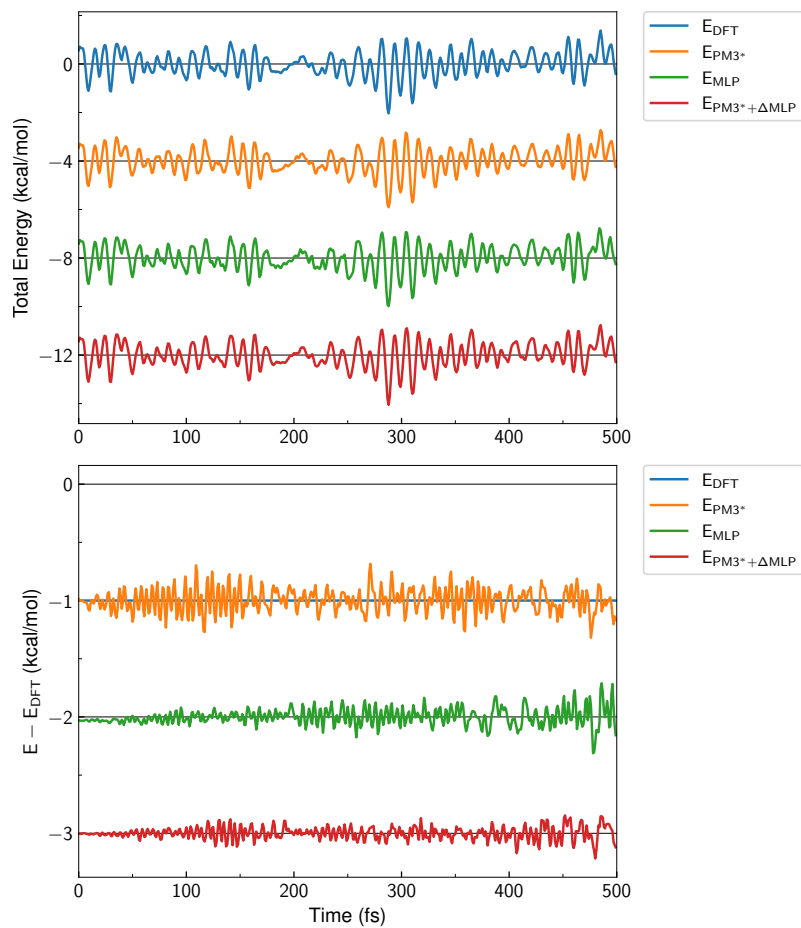 Total Energy (kcal/mol)
0
−4
−8
−12
0
100
200
300
400
500
E_DFT
E_PM3*
E_MLP
E_PM3*+ΔMLP
E − E_DFT (kcal/mol)
0
−1
−2
−3
0
100
200
300
400
500
Time (fs)
E_DFT
E_PM3*
E_MLP
E_PM3*+ΔMLP